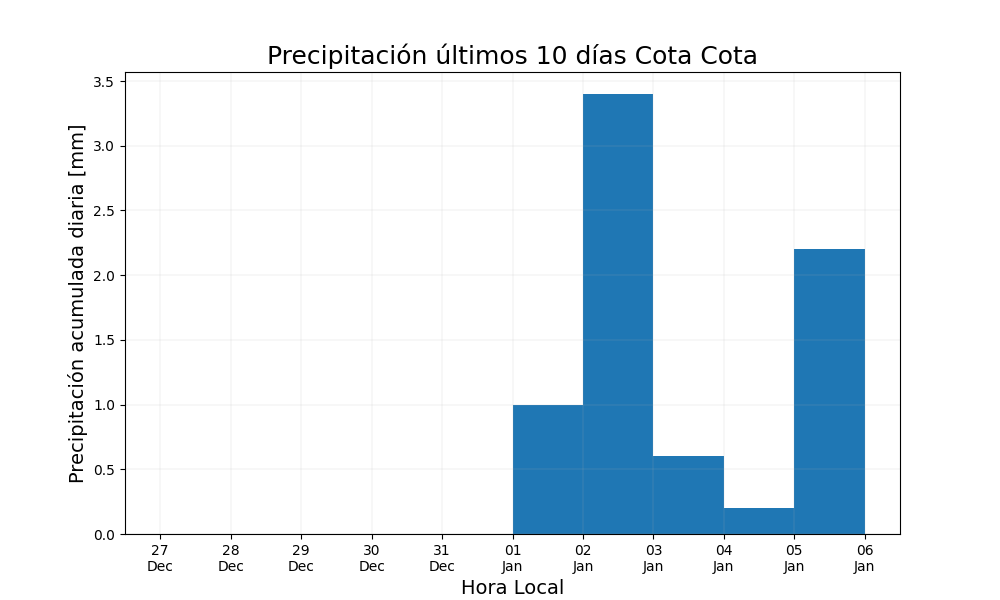 Precipitación últimos 10 días Cota Cota
Precipitación acumulada diaria [mm]
3.5
3.0
2.5
2.0
1.5
1.0
0.5
0.0
27 28 29 30 31 01 02 03 04 05 06
Dec Dec Dec Dec Dec Jan Jan Jan Jan Jan Jan
Hora Local